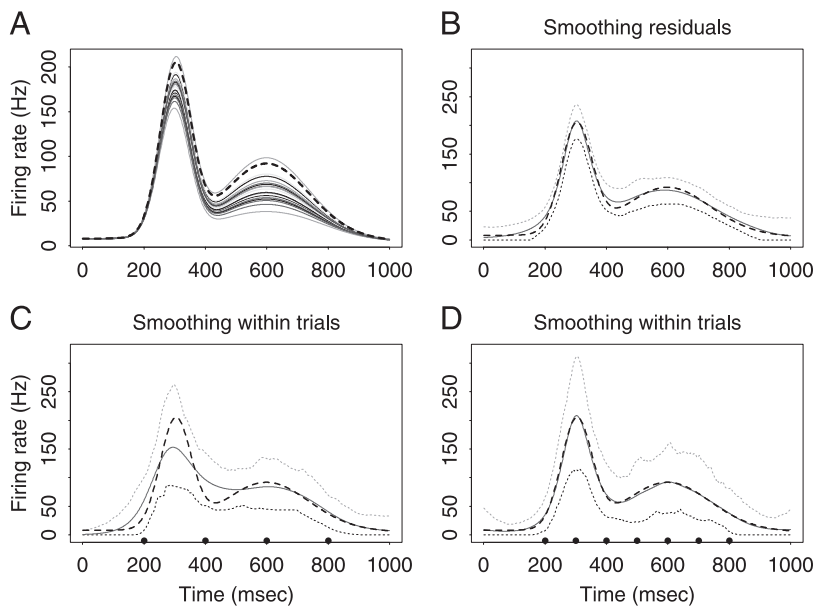 A
Firing rate (Hz)
0 50 100 150 200
0 200 400 600 800 1000
B
Smoothing residuals
0 50 150 250
0 200 400 600 800 1000
C
Smoothing within trials
Firing rate (Hz)
0 50 150 250
0 200 400 600 800 1000
Time (msec)
D
Smoothing within trials
0 50 150 250
0 200 400 600 800 1000
Time (msec)